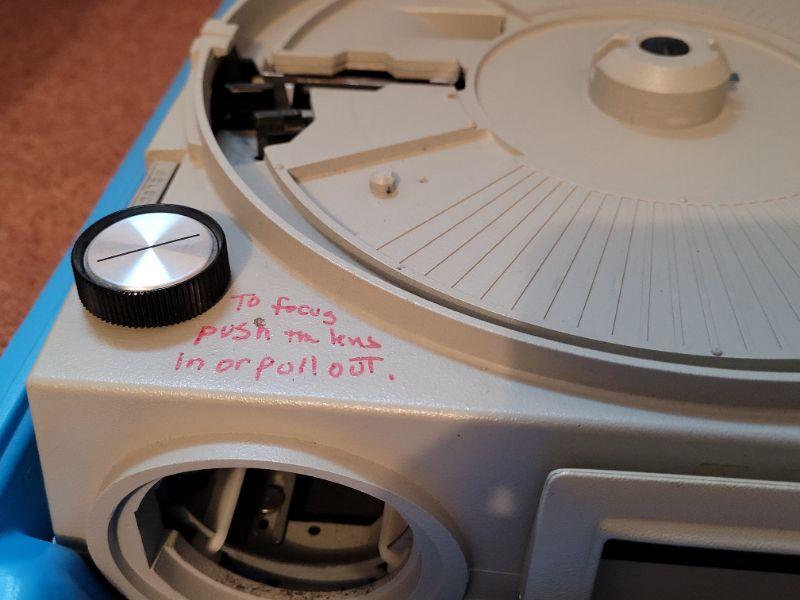 To focus
push the lens
in or pull out.